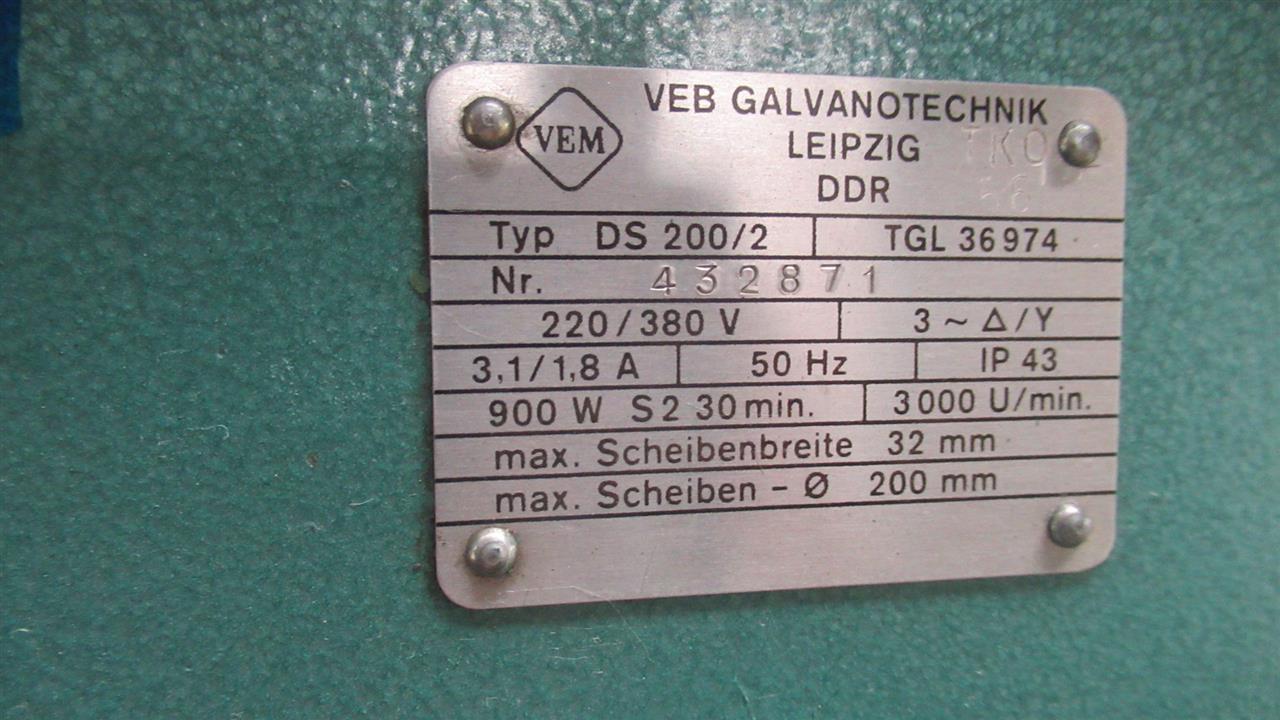 VEM
VEB GALVANOTECHNIK
LEIPZIG
DDR
TKO
Typ DS 200/2 TGL 36974
Nr. 432871
220/380 V 3 ~ Δ/Y
3,1/1,8 A 50 Hz IP 43
900 W S2 30 min. 3000 U/min.
max. Scheibenbreite 32 mm
max. Scheiben - Ø 200 mm